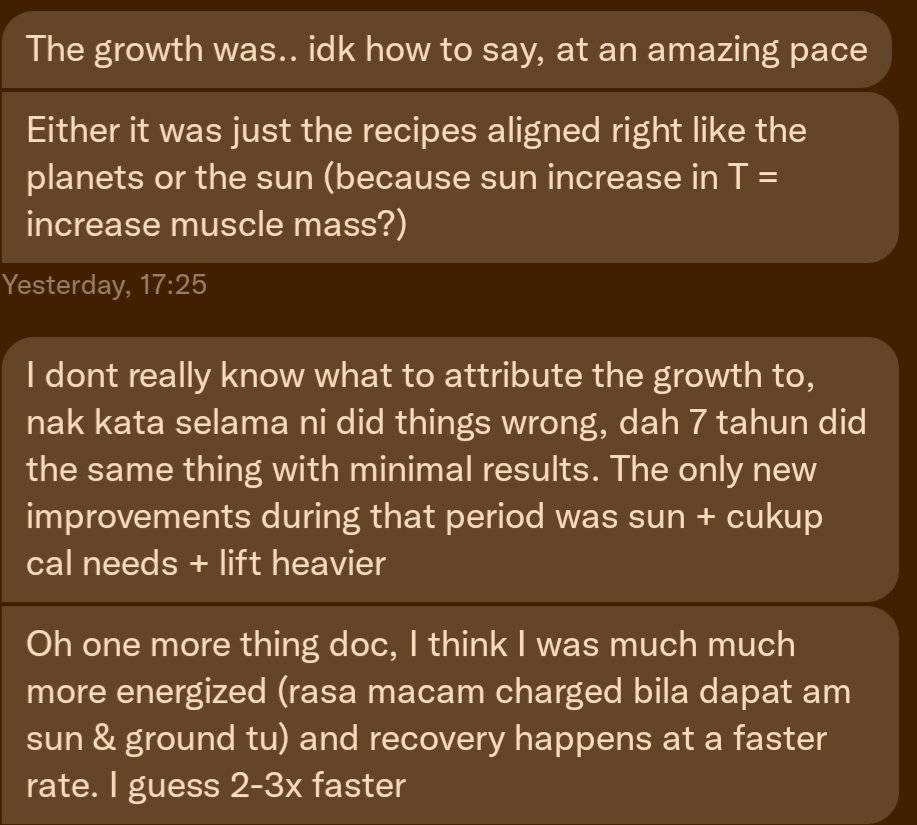 The growth was.. idk how to say, at an amazing pace
Either it was just the recipes aligned right like the
planets or the sun (because sun increase in T =
increase muscle mass?)
Yesterday, 17:25
I dont really know what to attribute the growth to,
nak kata selama ni did things wrong, dah 7 tahun did
the same thing with minimal results. The only new
improvements during that period was sun + cukup
cal needs + lift heavier
Oh one more thing doc, I think I was much much
more energized (rasa macam charged bila dapat am
sun & ground tu) and recovery happens at a faster
rate. I guess 2-3x faster